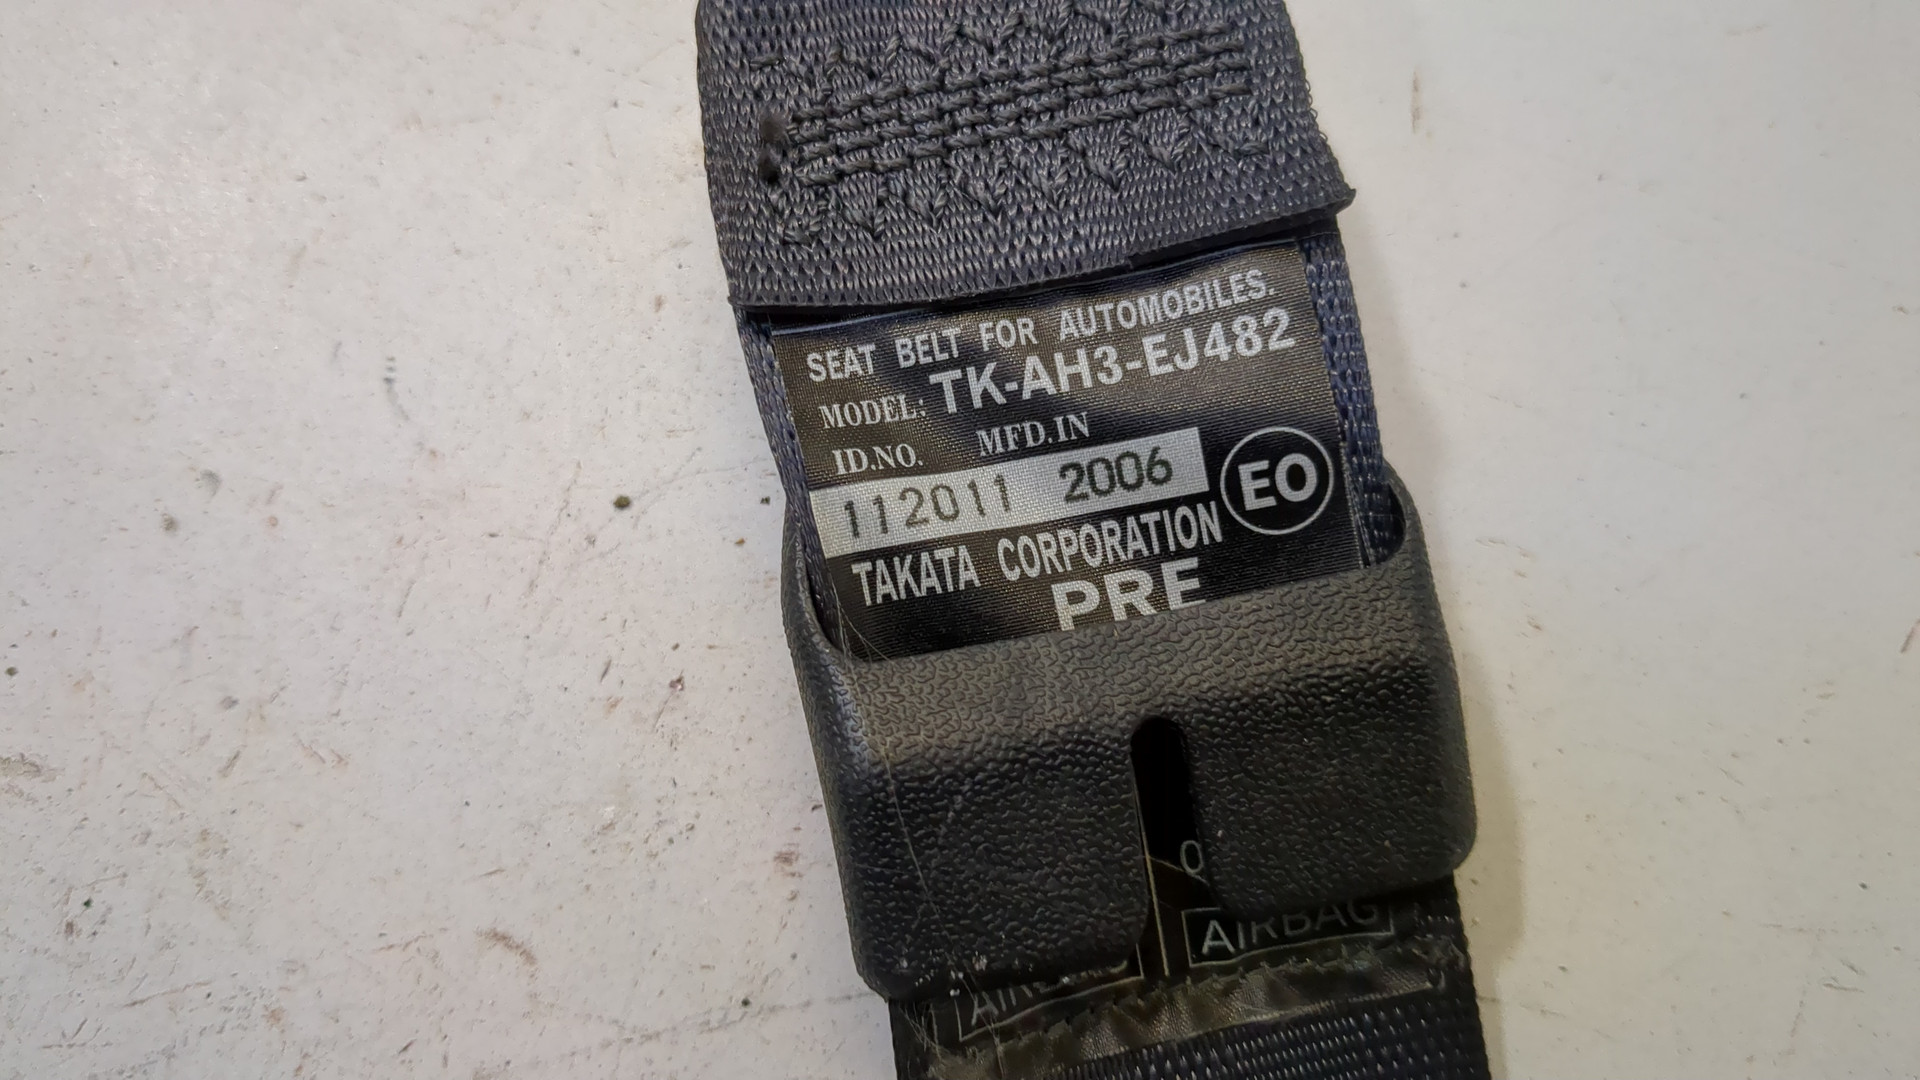 SEAT BELT FOR AUTOMOBILES.
MODEL: TK-AH3-EJ482
ID.NO. MFD.IN
112011 2006
EO
TAKATA CORPORATION
PRE
AIRBAG